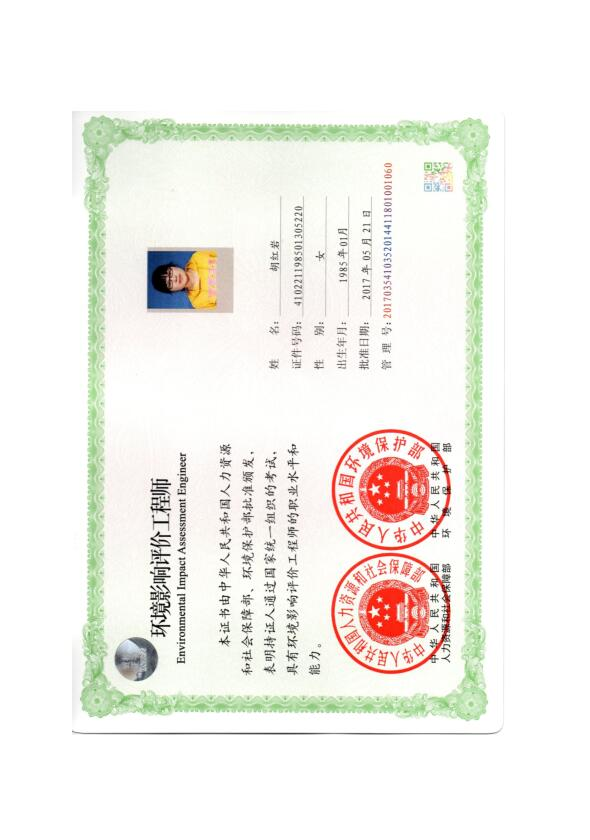 环境影响评价工程师
Environmental Impact Assessment Engineer
本证书由中华人民共和国人力资源
和社会保障部、环境保护部批准颁发，
表明持证人通过国家统一组织的考试，
具有环境影响评价工程师的职业水平和
能力。
中华人民共和国人力资源和社会保障部
中华人民共和国
人力资源和社会保障部
中华人民共和国环境保护部
中华人民共和国
环境保护部
姓 名： 胡红岩
证件号码： 410221198501305220
性 别： 女
出生年月： 1985年01月
批准日期： 2017年05月21日
管 理 号： 2017035410352014411801001060